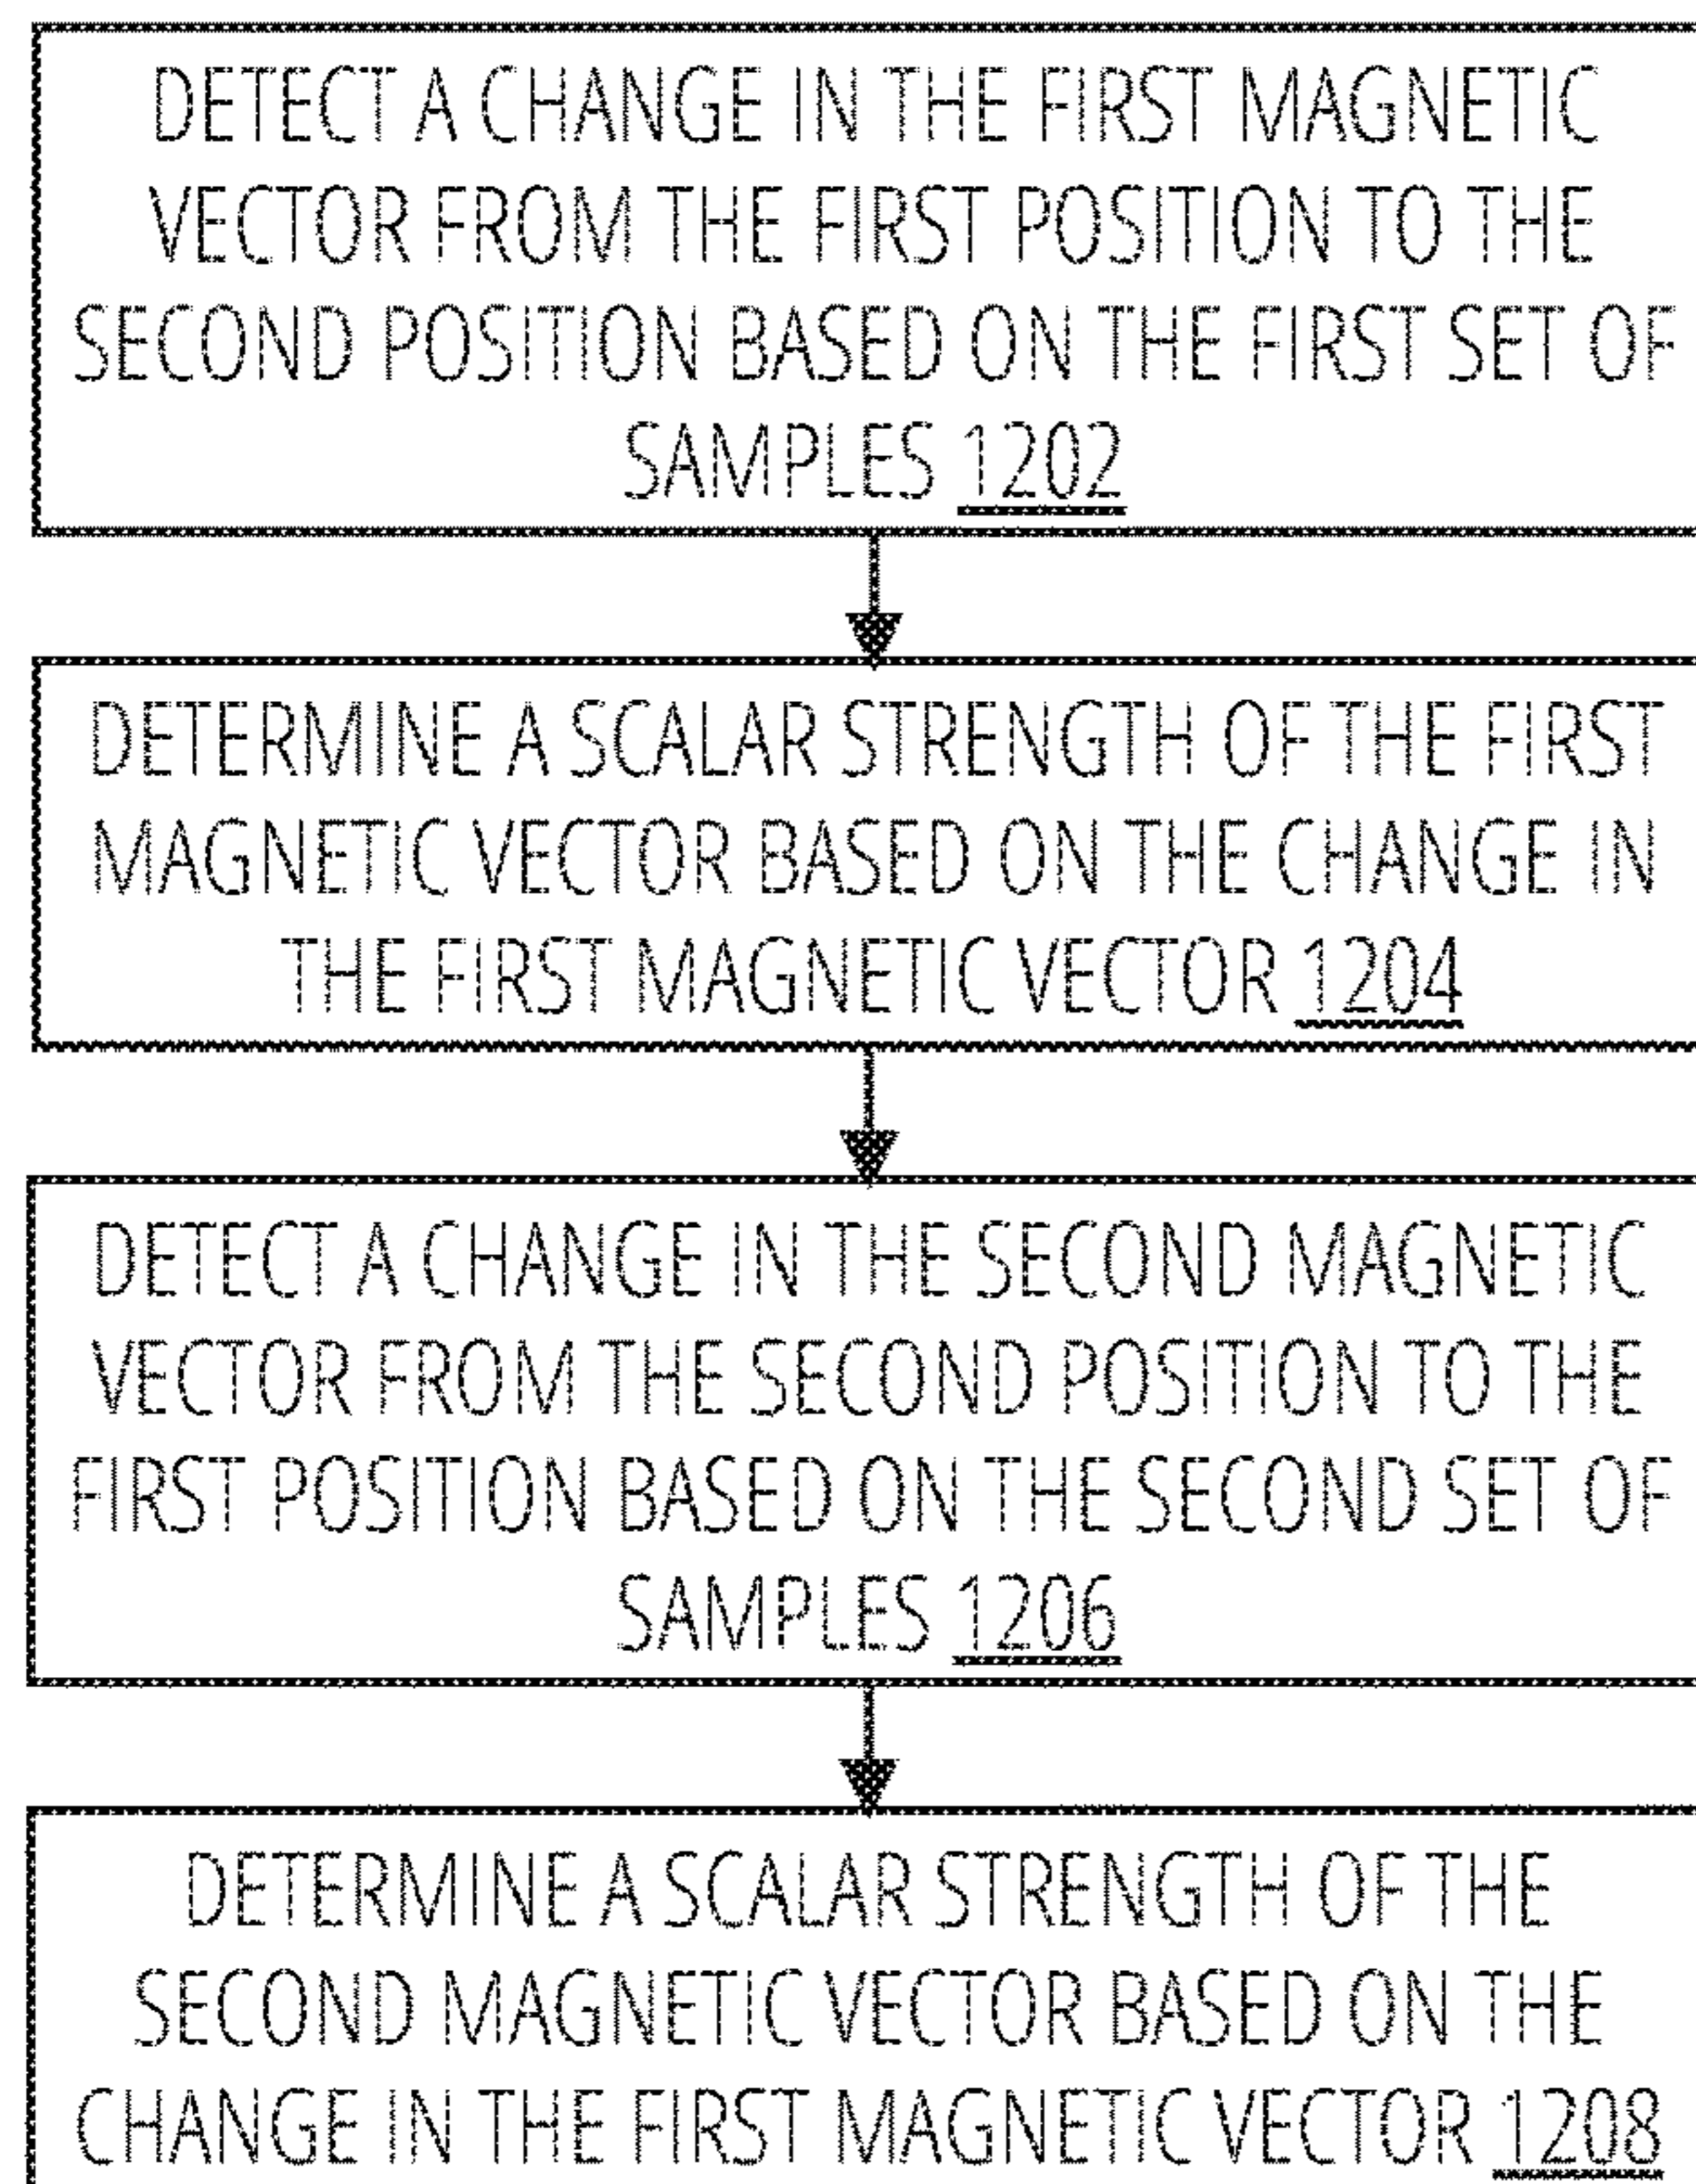 DETECT A CHANGE IN THE FIRST MAGNETIC
VECTOR FROM THE FIRST POSITION TO THE
SECOND POSITION BASED ON THE FIRST SET OF
SAMPLES 1202
DETERMINE A SCALAR STRENGTH OF THE FIRST
MAGNETIC VECTOR BASED ON THE CHANGE IN
THE FIRST MAGNETIC VECTOR 1204
DETECT A CHANGE IN THE SECOND MAGNETIC
VECTOR FROM THE SECOND POSITION TO THE
FIRST POSITION BASED ON THE SECOND SET OF
SAMPLES 1206
DETERMINE A SCALAR STRENGTH OF THE
SECOND MAGNETIC VECTOR BASED ON THE
CHANGE IN THE FIRST MAGNETIC VECTOR 1208